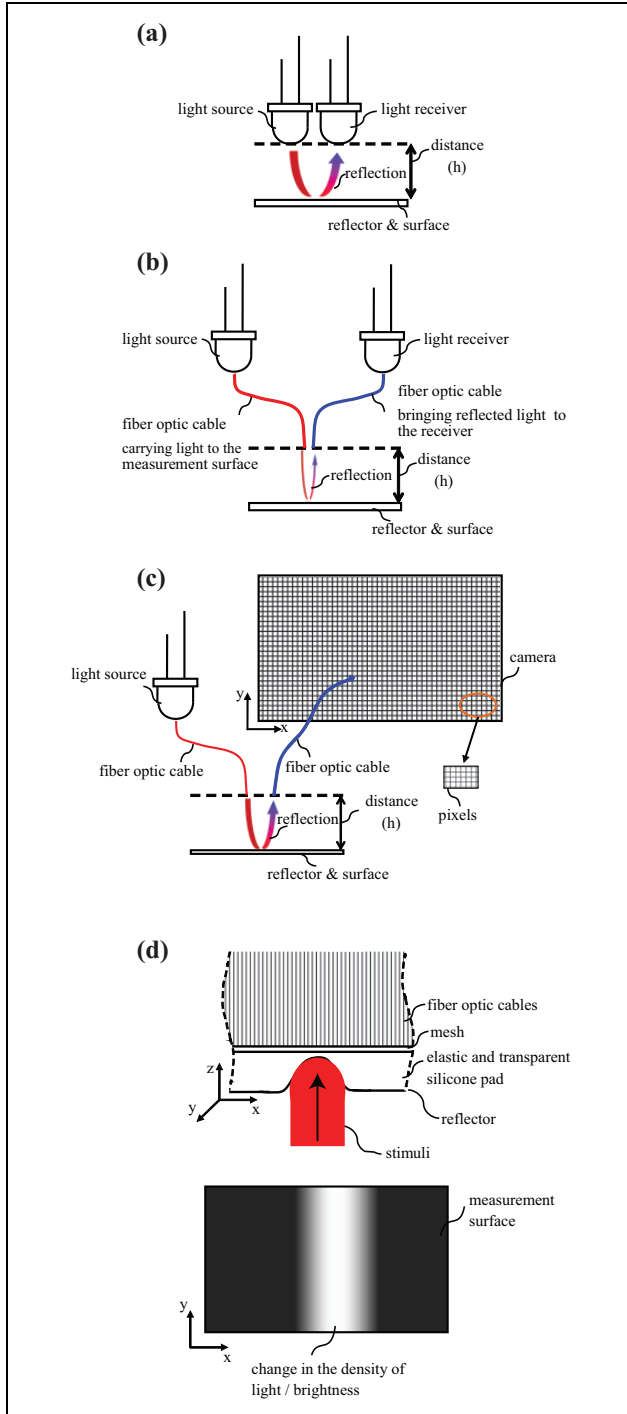 (a)
light source
light receiver
distance
(h)
reflection
reflector & surface
(b)
light source
light receiver
fiber optic cable
fiber optic cable
bringing reflected light to
the receiver
carrying light to the
measurement surface
distance
(h)
reflection
reflector & surface
(c)
light source
camera
y
x
fiber optic cable
fiber optic cable
pixels
distance
(h)
reflection
reflector & surface
(d)
fiber optic cables
mesh
elastic and transparent
silicone pad
z
y
x
reflector
stimuli
measurement
surface
y
x
change in the density of
light / brightness